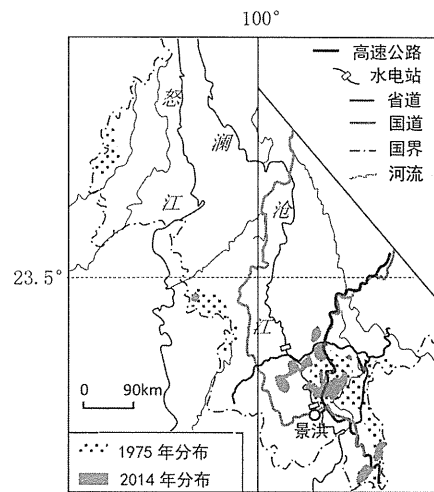 100°
高速公路
水电站
省道
国道
国界
河流
怒
江
澜
沧
江
23.5°
0 90km
景洪
1975 年分布
2014 年分布